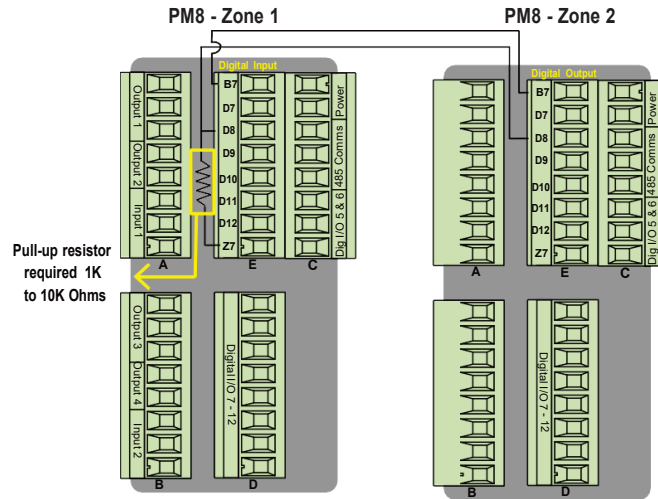 PM8 - Zone 1
PM8 - Zone 2
Digital Input
Output 1
Output 2
Input 1
B7
D7
D8
D9
D10
D11
D12
Z7
Power
485 Comms
Dig I/O 5 & 6
A
E
C
Pull-up resistor
required 1K
to 10K Ohms
Output 3
Output 4
Input 2
Digital I/O 7 - 12
B
D
Digital Output
B7
D7
D8
D9
D10
D11
D12
Z7
Power
485 Comms
Dig I/O 5 & 6
A
E
C
Digital I/O 7 - 12
B
D